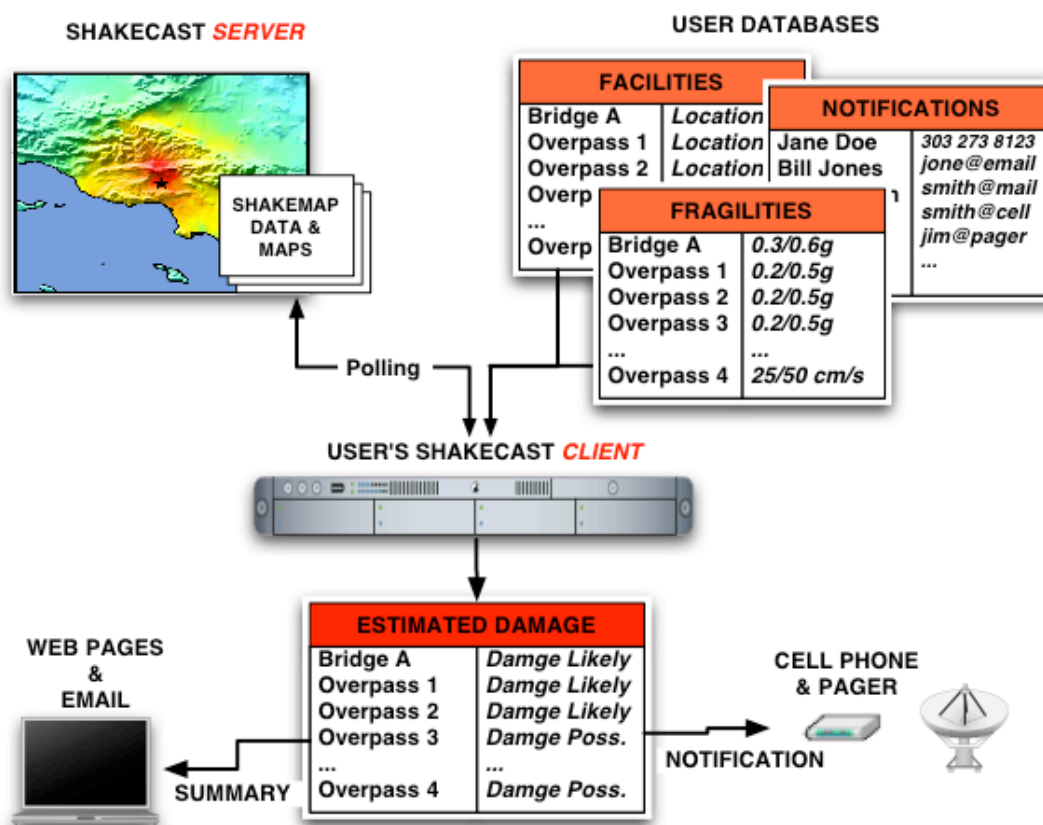 SHAKECAST SERVER
SHAKEMAP
DATA &
MAPS
USER DATABASES
FACILITIES
Bridge A Location
Overpass 1 Location
Overpass 2 Location
Overp
...
Overp
NOTIFICATIONS
Jane Doe 303 273 8123
Bill Jones jone@email
smith@mail
n smith@cell
jim@pager
...
FRAGILITIES
Bridge A 0.3/0.6g
Overpass 1 0.2/0.5g
Overpass 2 0.2/0.5g
Overpass 3 0.2/0.5g
... ...
Overpass 4 25/50 cm/s
Polling
USER'S SHAKECAST CLIENT
ESTIMATED DAMAGE
Bridge A Damge Likely
Overpass 1 Damge Likely
Overpass 2 Damge Likely
Overpass 3 Damge Poss.
... ...
Overpass 4 Damge Poss.
WEB PAGES
&
EMAIL
SUMMARY
CELL PHONE
& PAGER
NOTIFICATION